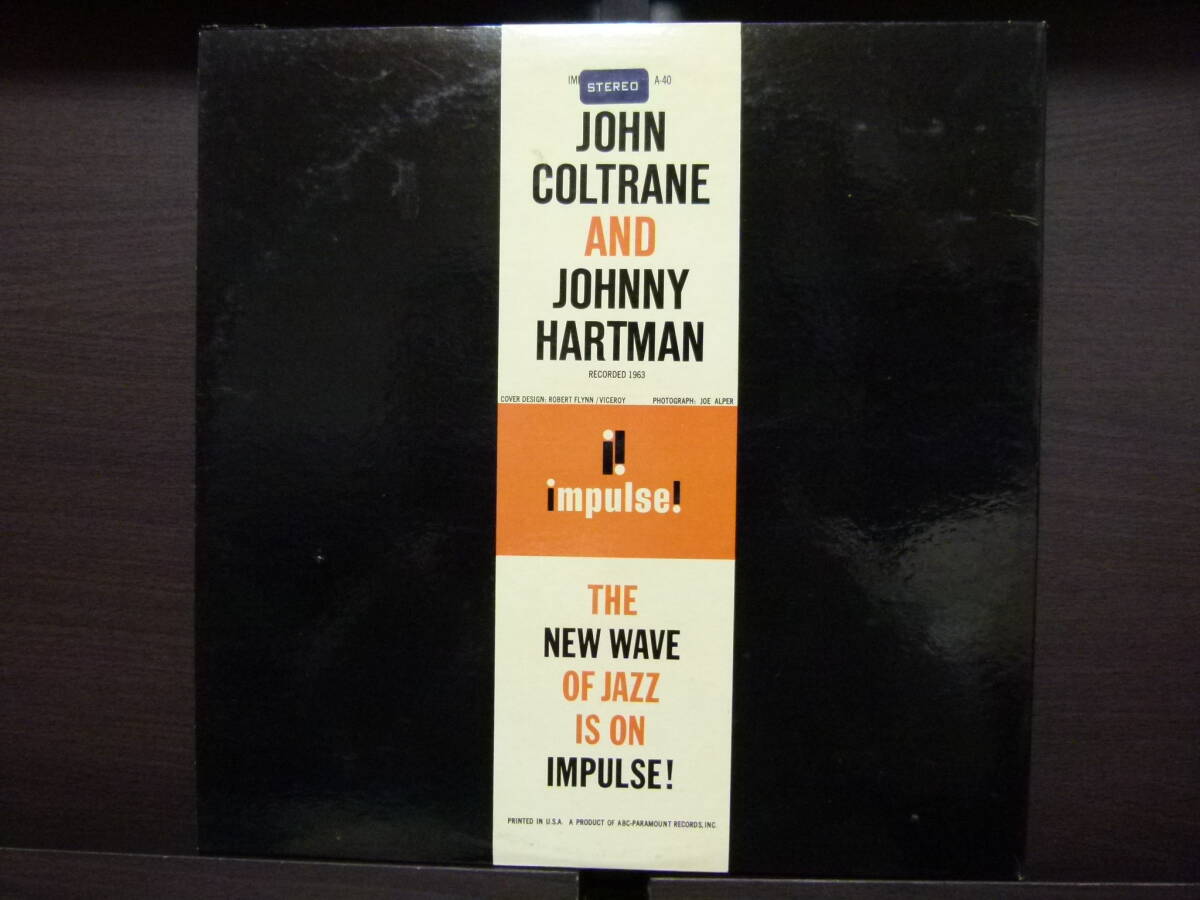 IM STEREO A-40
JOHN
COLTRANE
AND
JOHNNY
HARTMAN
RECORDED 1963
COVER DESIGN: ROBERT FLYNN/VICEROY PHOTOGRAPH: JOE ALPER
i!
impulse!
THE
NEW WAVE
OF JAZZ
IS ON
IMPULSE!
PRINTED IN U.S.A. A PRODUCT OF ABC-PARAMOUNT RECORDS, INC.